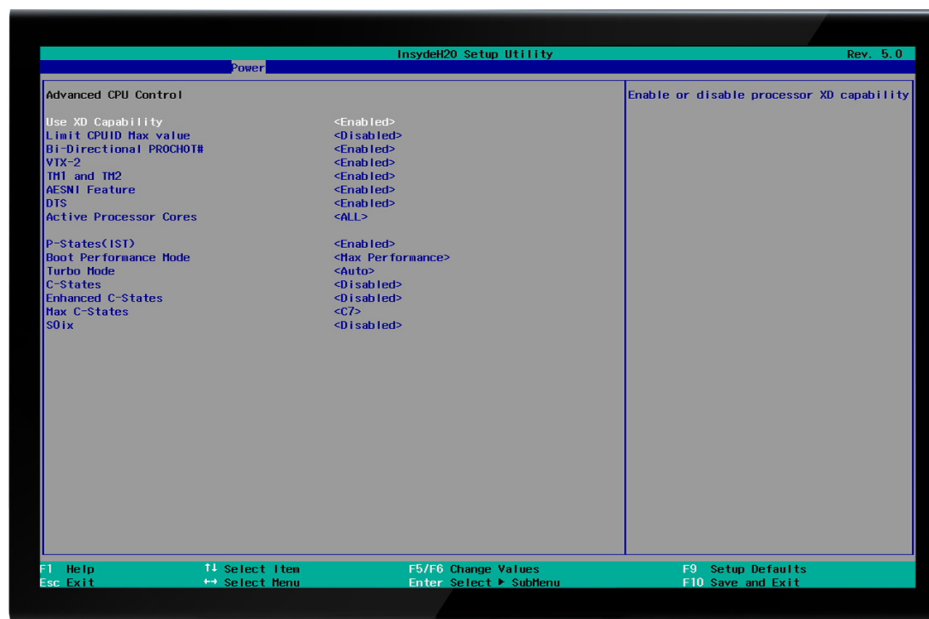 InsydeH20 Setup Utility Rev. 5.0
Power
Advanced CPU Control
Enable or disable processor XD capability
Use XD Capability <Enabled>
Limit CPUID Max value <Disabled>
Bi-Directional PROCHOT# <Enabled>
VTX-2 <Enabled>
TM1 and TM2 <Enabled>
AESNI Feature <Enabled>
DTS <Enabled>
Active Processor Cores <ALL>
P-States(IST) <Enabled>
Boot Performance Mode <Max Performance>
Turbo Mode <Auto>
C-States <Disabled>
Enhanced C-States <Disabled>
Max C-States <C7>
S0ix <Disabled>
F1 Help ↑↓ Select Item F5/F6 Change Values F9 Setup Defaults
Esc Exit ↔ Select Menu Enter Select ▶ SubMenu F10 Save and Exit